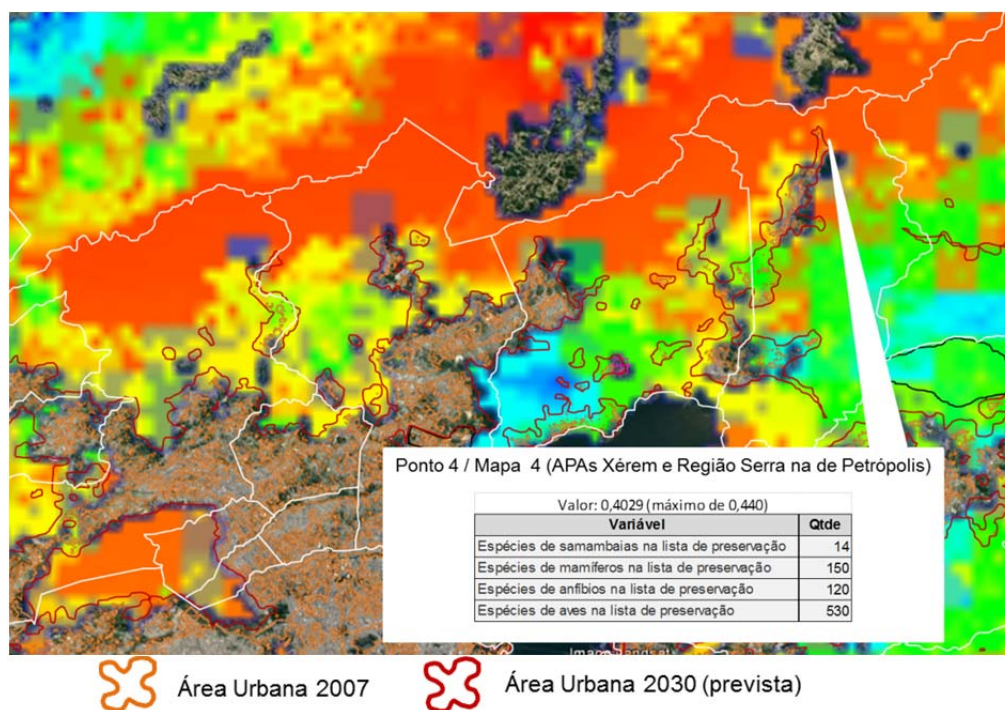 Ponto 4 / Mapa 4 (APAs Xérem e Região Serra na de Petrópolis)
Valor: 0,4029 (máximo de 0,440)
Variável Qtde
Espécies de samambaias na lista de preservação 14
Espécies de mamíferos na lista de preservação 150
Espécies de anfíbios na lista de preservação 120
Espécies de aves na lista de preservação 530
Área Urbana 2007
Área Urbana 2030 (prevista)